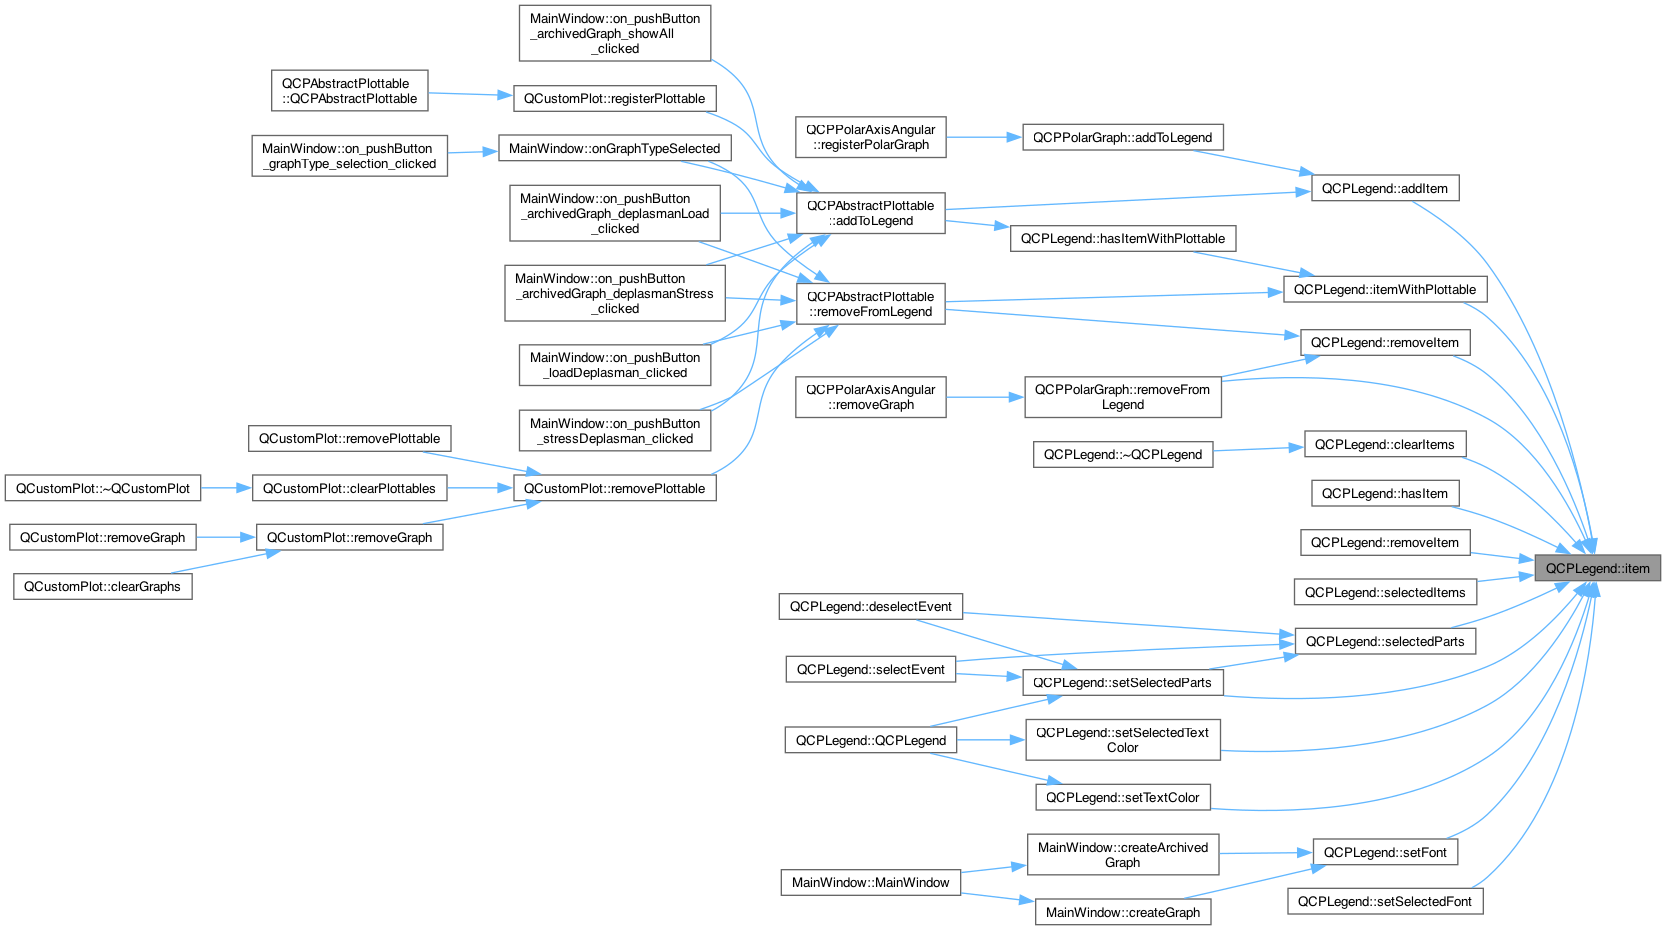 MainWindow::on_pushButton
_archivedGraph_showAll
_clicked
QCPAbstractPlottable
::QCPAbstractPlottable
QCustomPlot::registerPlottable
MainWindow::on_pushButton
_graphType_selection_clicked
MainWindow::onGraphTypeSelected
MainWindow::on_pushButton
_archivedGraph_deplasmanLoad
_clicked
MainWindow::on_pushButton
_archivedGraph_deplasmanStress
_clicked
MainWindow::on_pushButton
_loadDeplasman_clicked
MainWindow::on_pushButton
_stressDeplasman_clicked
QCustomPlot::removePlottable
QCustomPlot::~QCustomPlot
QCustomPlot::clearPlottables
QCustomPlot::removePlottable
QCustomPlot::removeGraph
QCustomPlot::removeGraph
QCustomPlot::clearGraphs
QCPPolarAxisAngular
::registerPolarGraph
QCPPolarGraph::addToLegend
QCPAbstractPlottable
::addToLegend
QCPLegend::addItem
QCPLegend::hasItemWithPlottable
QCPAbstractPlottable
::removeFromLegend
QCPLegend::itemWithPlottable
QCPLegend::removeItem
QCPPolarAxisAngular
::removeGraph
QCPPolarGraph::removeFrom
Legend
QCPLegend::~QCPLegend
QCPLegend::clearItems
QCPLegend::hasItem
QCPLegend::removeItem
QCPLegend::item
QCPLegend::selectedItems
QCPLegend::deselectEvent
QCPLegend::selectedParts
QCPLegend::selectEvent
QCPLegend::setSelectedParts
QCPLegend::QCPLegend
QCPLegend::setSelectedText
Color
QCPLegend::setTextColor
MainWindow::createArchived
Graph
QCPLegend::setFont
MainWindow::MainWindow
MainWindow::createGraph
QCPLegend::setSelectedFont